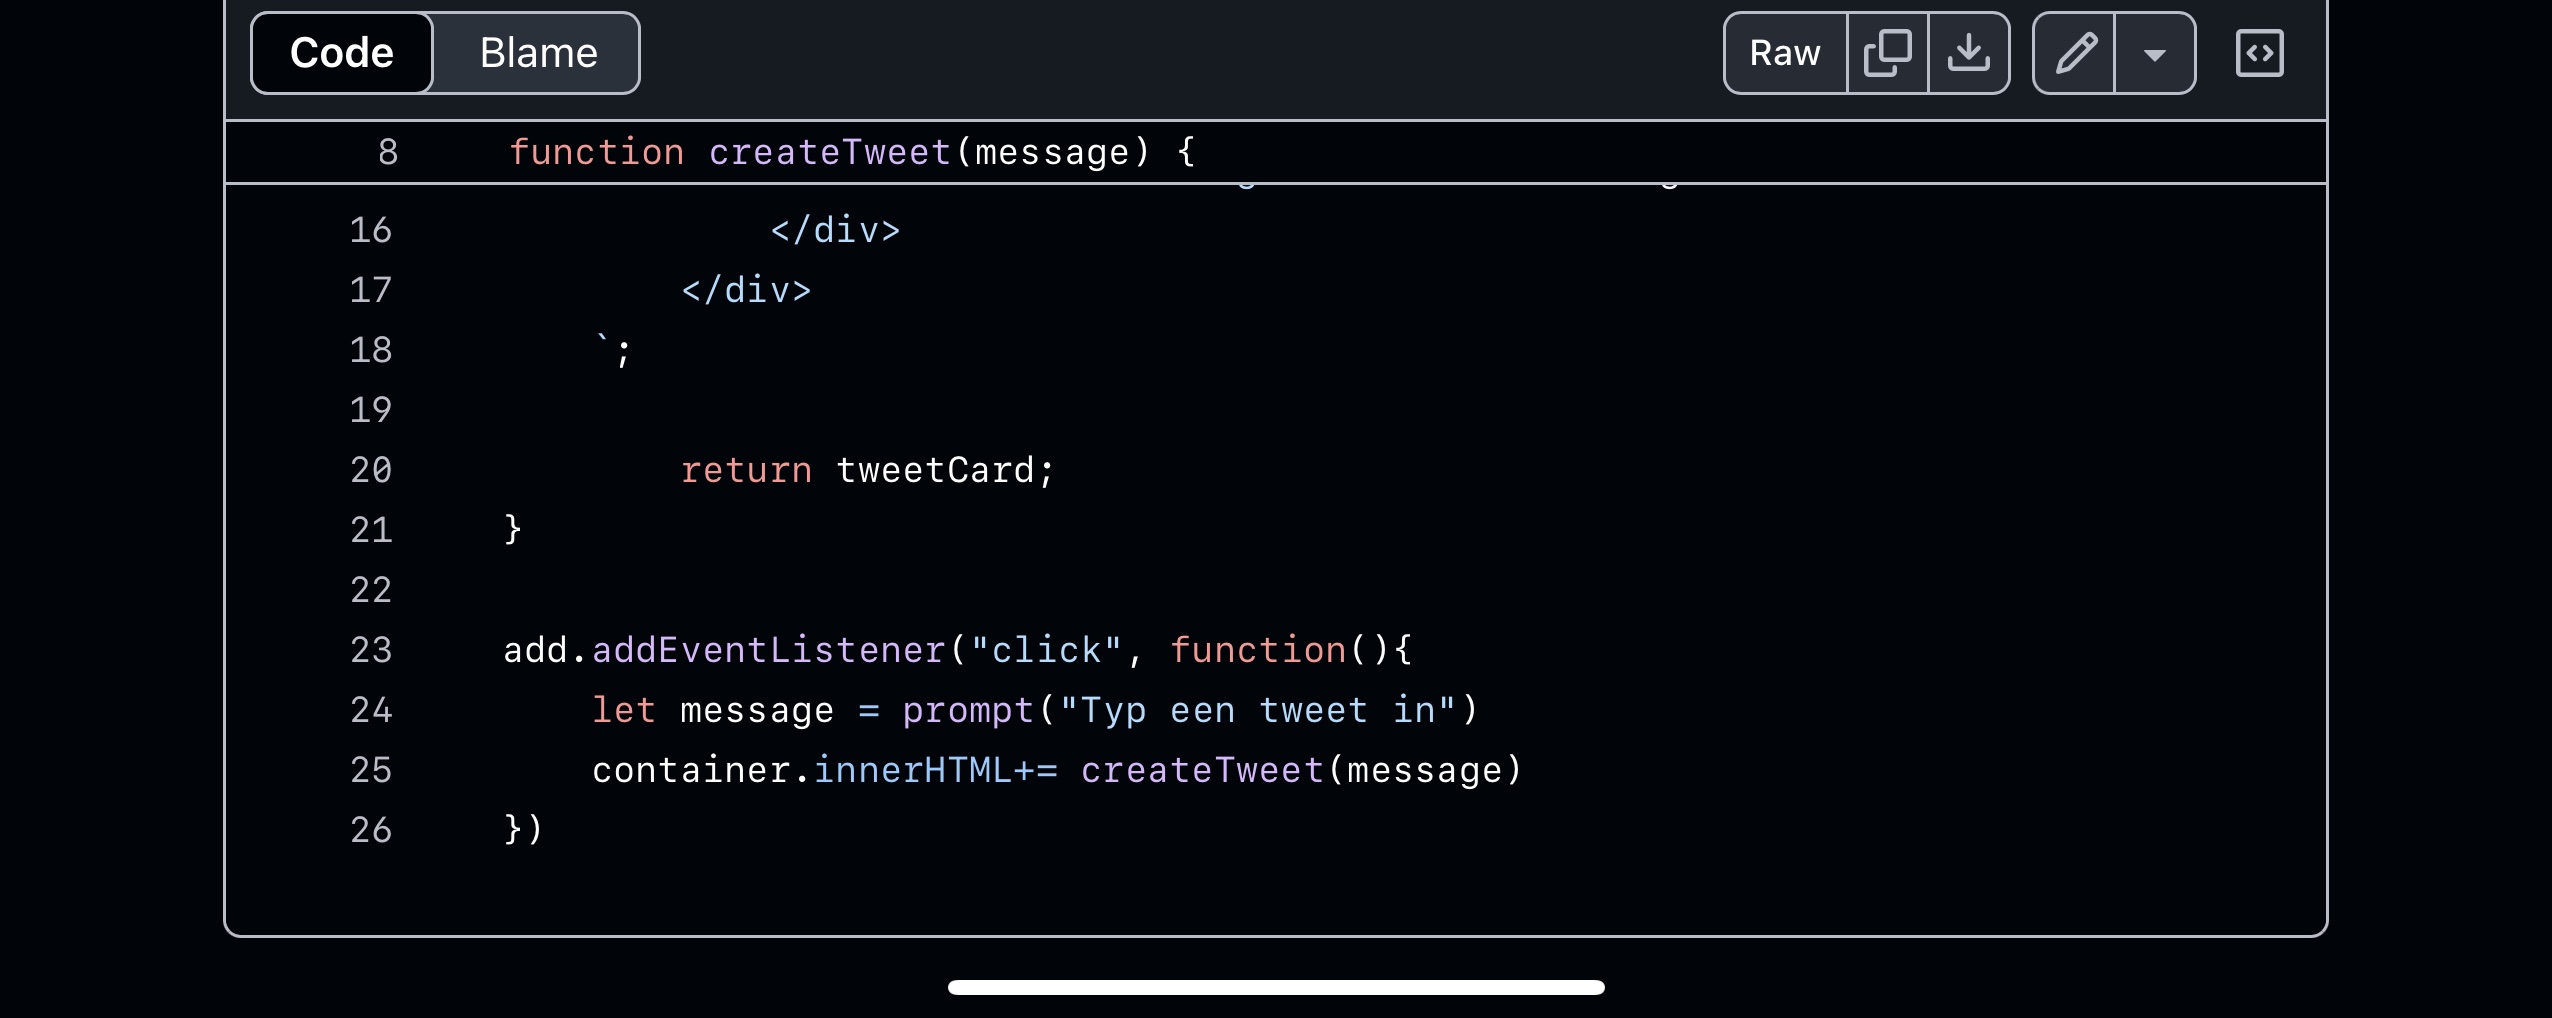 Code Blame Raw
8 function createTweet(message) {
16 </div>
17 </div>
18 `;
19
20 return tweetCard;
21 }
22
23 add.addEventListener("click", function(){
24 let message = prompt("Typ een tweet in")
25 container.innerHTML+= createTweet(message)
26 })